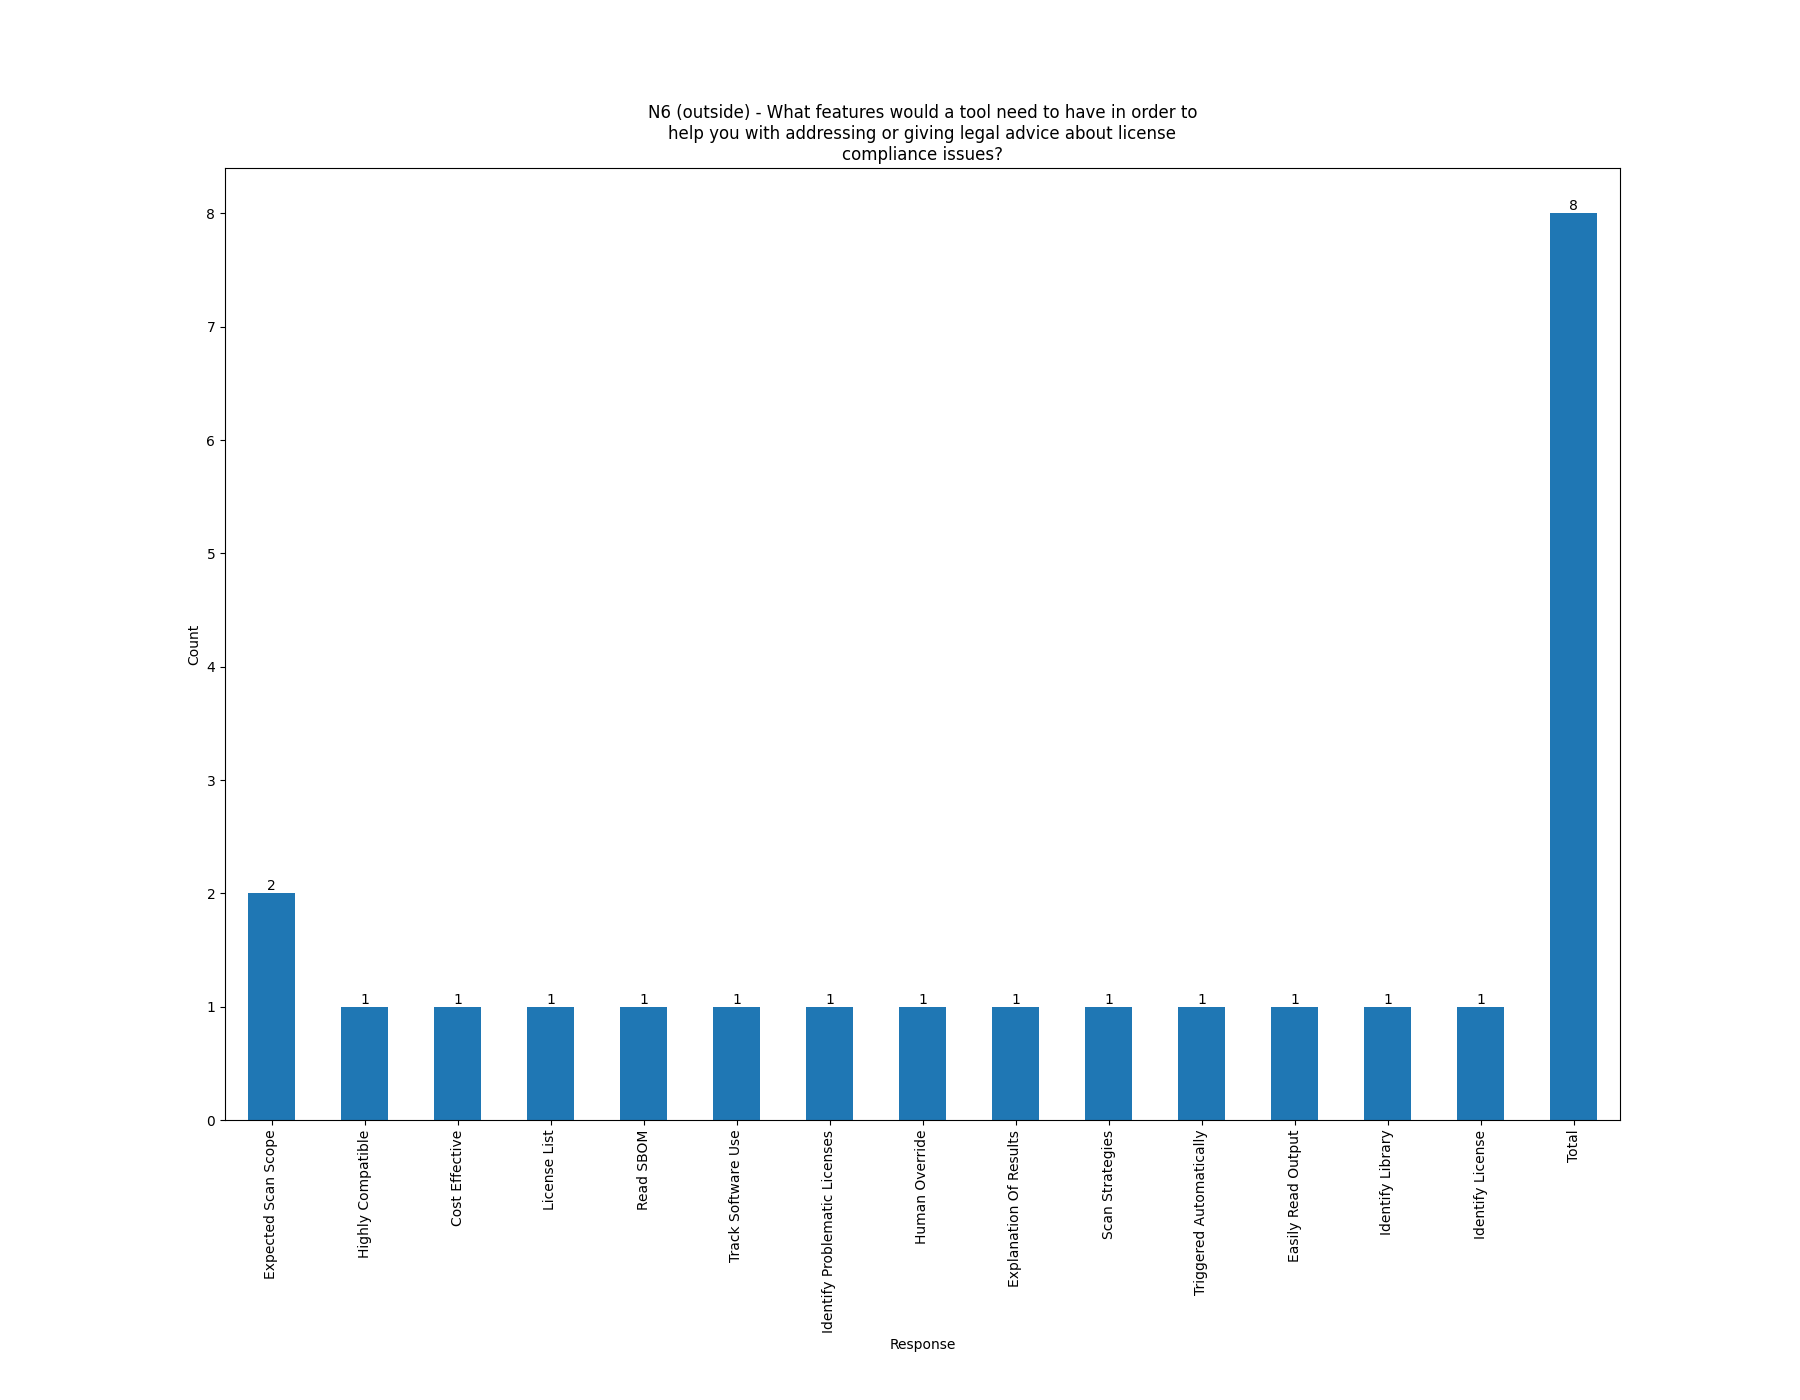 N6 (outside) - What features would a tool need to have in order to
help you with addressing or giving legal advice about license
compliance issues?
Count
8
7
6
5
4
3
2
1
0
2
1
1
1
1
1
1
1
1
1
1
1
1
1
8
Expected Scan Scope
Highly Compatible
Cost Effective
License List
Read SBOM
Track Software Use
Identify Problematic Licenses
Human Override
Explanation Of Results
Scan Strategies
Triggered Automatically
Easily Read Output
Identify Library
Identify License
Total
Response